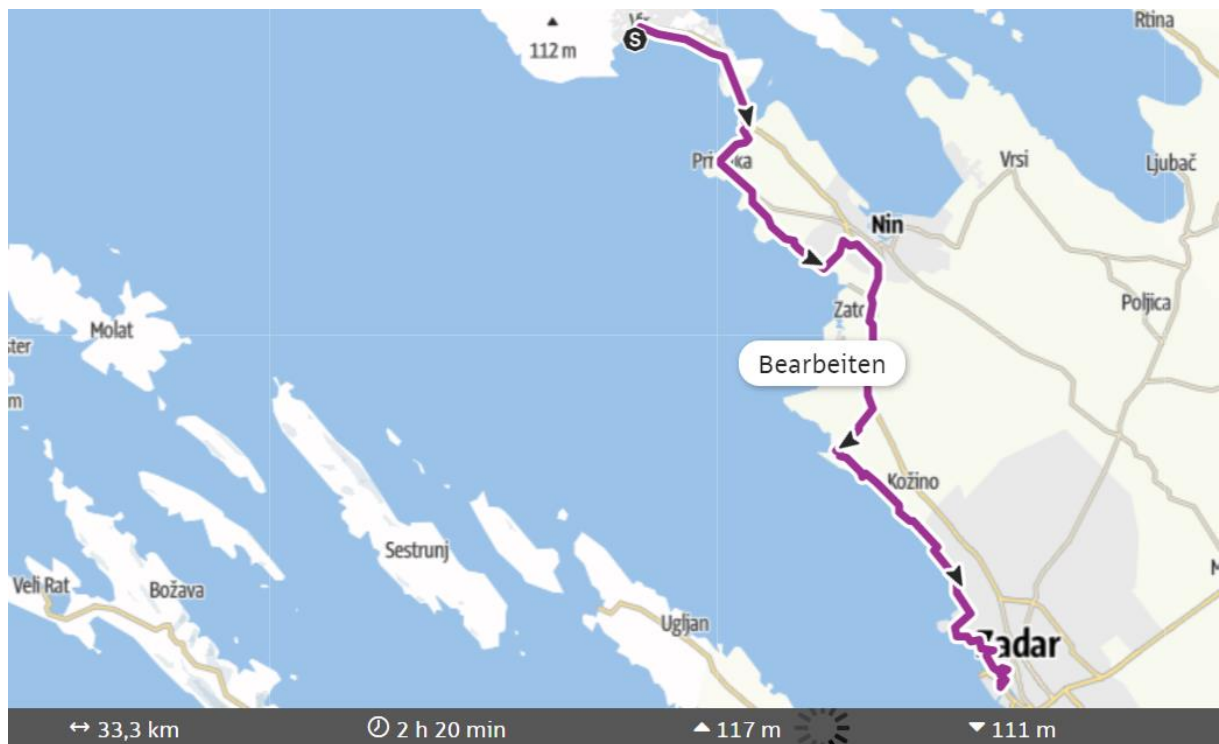 Rtina
112 m
S
Vrsi
Ljubač
Nin
Poljica
Molat
Bearbeiten
Kožino
Sestrunj
Veli Rat
Božava
Ugljan
Zadar
33,3 km
2 h 20 min
117 m
111 m